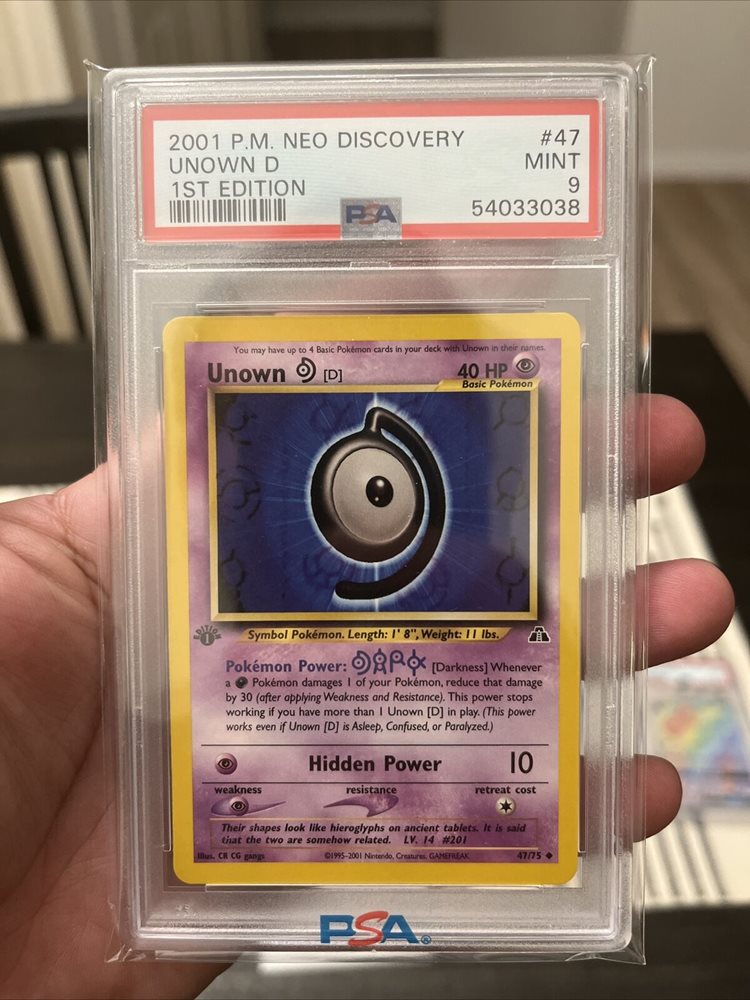 2001 P.M. NEO DISCOVERY #47
UNOWN D MINT
1ST EDITION 9
PSA 54033038
You may have up to 4 Basic Pokémon cards in your deck with Unown in their names.
Unown [D] 40 HP
Basic Pokémon
EDITION 1
Symbol Pokémon. Length: 1' 8", Weight: 11 lbs.
Pokémon Power: DARK [Darkness] Whenever
a Pokémon damages 1 of your Pokémon, reduce that damage
by 30 (after applying Weakness and Resistance). This power stops
working if you have more than 1 Unown [D] in play. (This power
works even if Unown [D] is Asleep, Confused, or Paralyzed.)
Hidden Power 10
weakness resistance retreat cost
Their shapes look like hieroglyphs on ancient tablets. It is said
that the two are somehow related. LV. 14 #201
Illus. CR CG gangs ©1995-2001 Nintendo, Creatures, GAMEFREAK. 47/75
PSA®